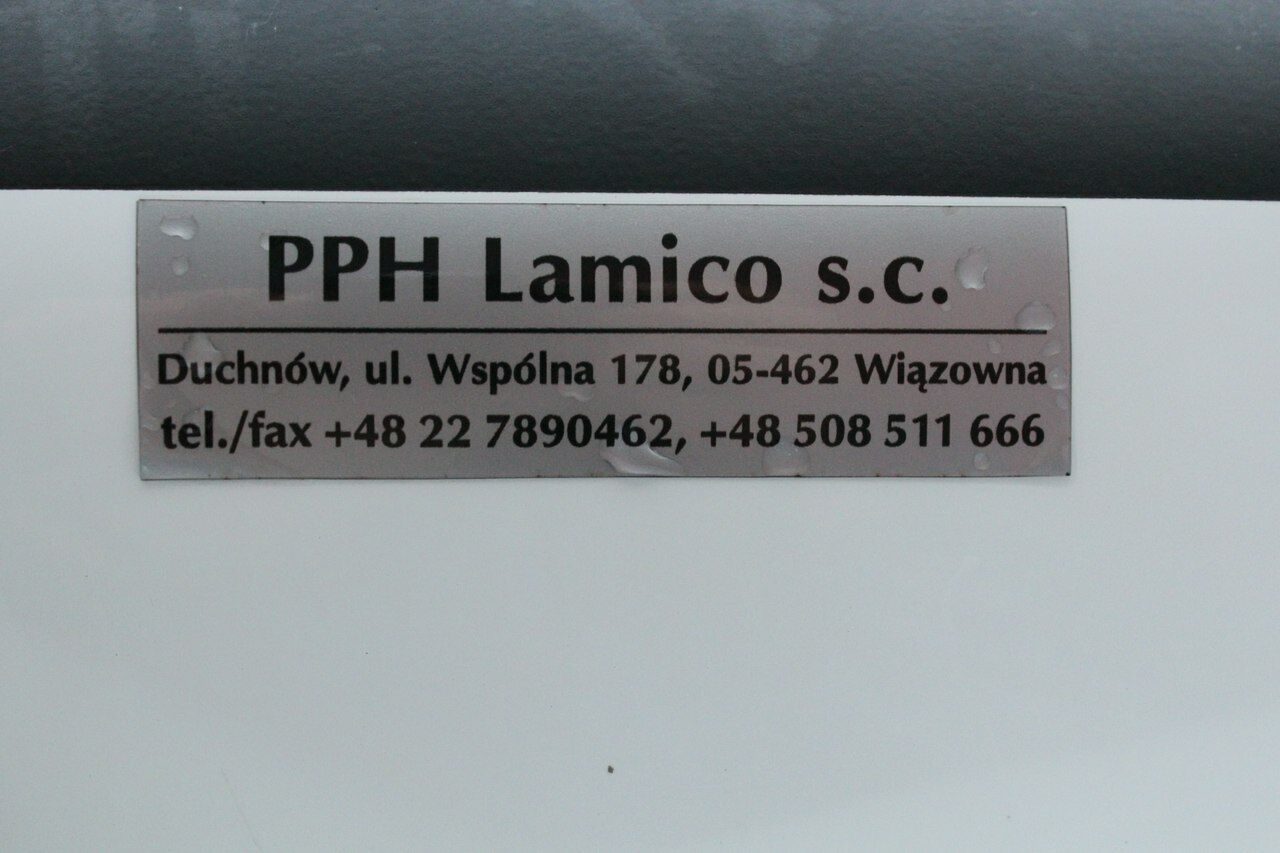 PPH Lamico s.c.
Duchnów, ul. Wspólna 178, 05-462 Wiązowna
tel./fax +48 22 7890462, +48 508 511 666